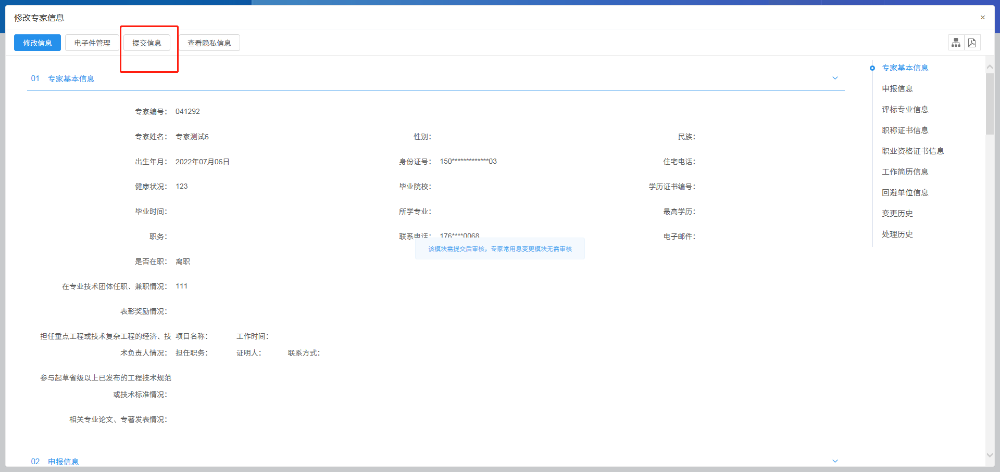 修改专家信息 ×
修改信息 电子件管理 提交信息 查看隐私信息
01 专家基本信息
专家编号： 041292
专家姓名： 专家测试6 性别： 民族：
出生年月： 2022年07月06日 身份证号： 150*************03 住宅电话：
健康状况： 123 毕业院校： 学历证书编号：
毕业时间： 所学专业： 最高学历：
职务： 联系电话： 176****0068 电子邮件：
该模块需提交后审核，专家常用息变更模块无需审核
是否在职： 离职
在专业技术团体任职、兼职情况： 111
表彰奖励情况：
担任重点工程或技术复杂工程的经济、技 项目名称： 工作时间：
术负责人情况： 担任职务： 证明人： 联系方式：
参与起草省级以上已发布的工程技术规范
或技术标准情况：
相关专业论文、专著发表情况：
02 申报信息
专家基本信息
申报信息
评标专业信息
职称证书信息
职业资格证书信息
工作简历信息
回避单位信息
变更历史
处理历史